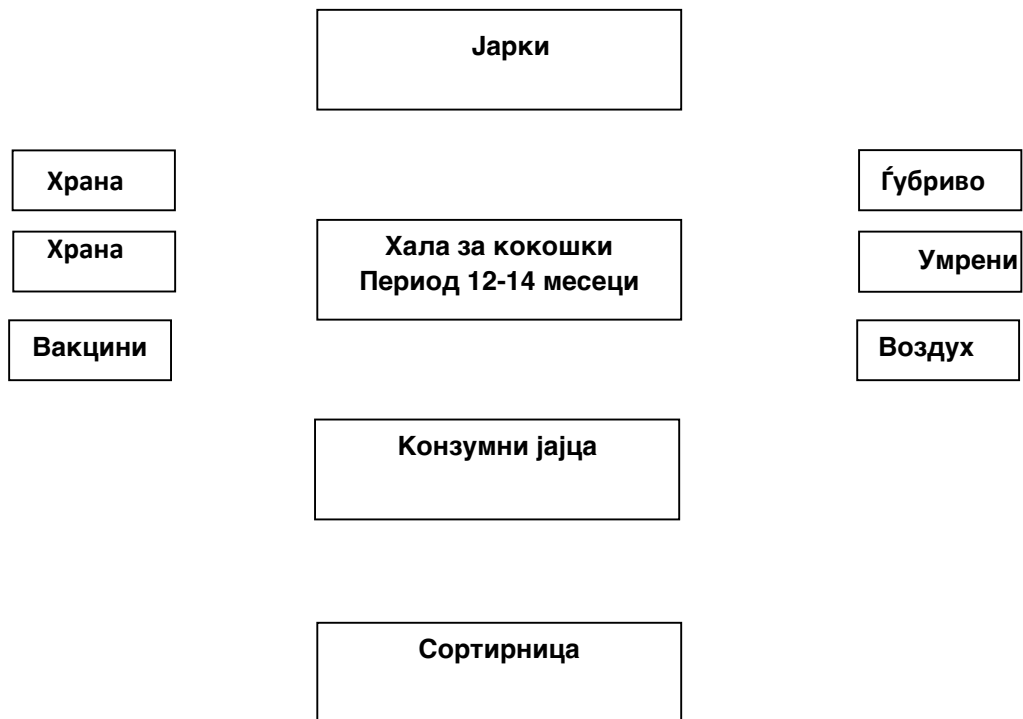 Јарки
Храна
Ѓубриво
Храна
Хала за кокошки
Период 12-14 месеци
Умрени
Вакцини
Воздух
Конзумни јајца
Сортирница